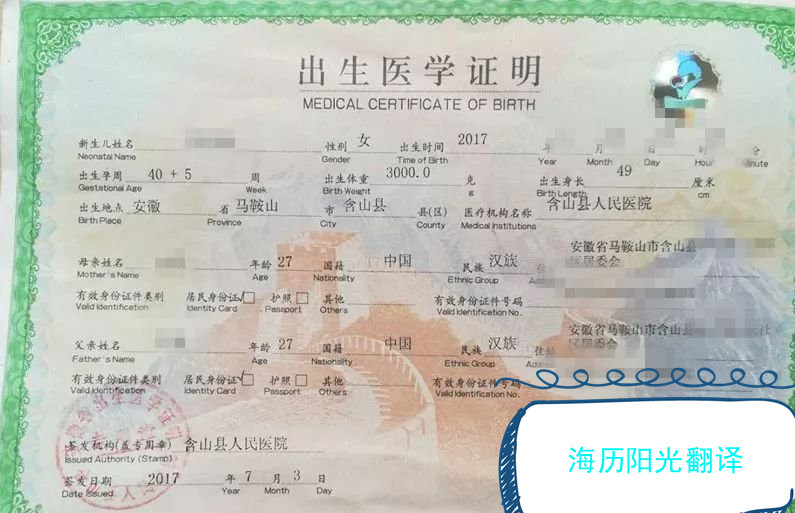 出生医学证明
MEDICAL CERTIFICATE OF BIRTH
新生儿姓名 性别 女 出生时间 2017 年 月 日 时 分
Neonatal Name Gender Time of Birth Year Month Day Hour Minute
出生孕周 40 + 5 周 出生体重 3000.0 克 出生身长 49 厘米
Gestational Age Week Birth Weight g Birth Length cm
出生地点 安徽 省 马鞍山 市 含山县 县(区) 医疗机构名称 含山县人民医院
Birth Place Province City County Medical Institutions
安徽省马鞍山市含山县
母亲姓名 年龄 27 国籍 中国 民族 汉族 居委会
Mother's Name Age Nationality Ethnic Group
有效身份证件类别 居民身份证 护照 其他 有效身份证件号码
Valid Identification Identity Card Passport Others Valid Identification No.
安徽省马鞍山市含山县
父亲姓名 年龄 27 国籍 中国 民族 汉族 住址 居委会
Father's Name Age Nationality Ethnic Group
有效身份证件类别 居民身份证 护照 其他 有效身份证件号码
Valid Identification Identity Card Passport Others Valid Identification No.
签发机构(盖专用章) 含山县人民医院
Issued Authority (Stamp)
签发日期 2017 年 7 月 3 日
Date Issued Year Month Day
海历阳光翻译